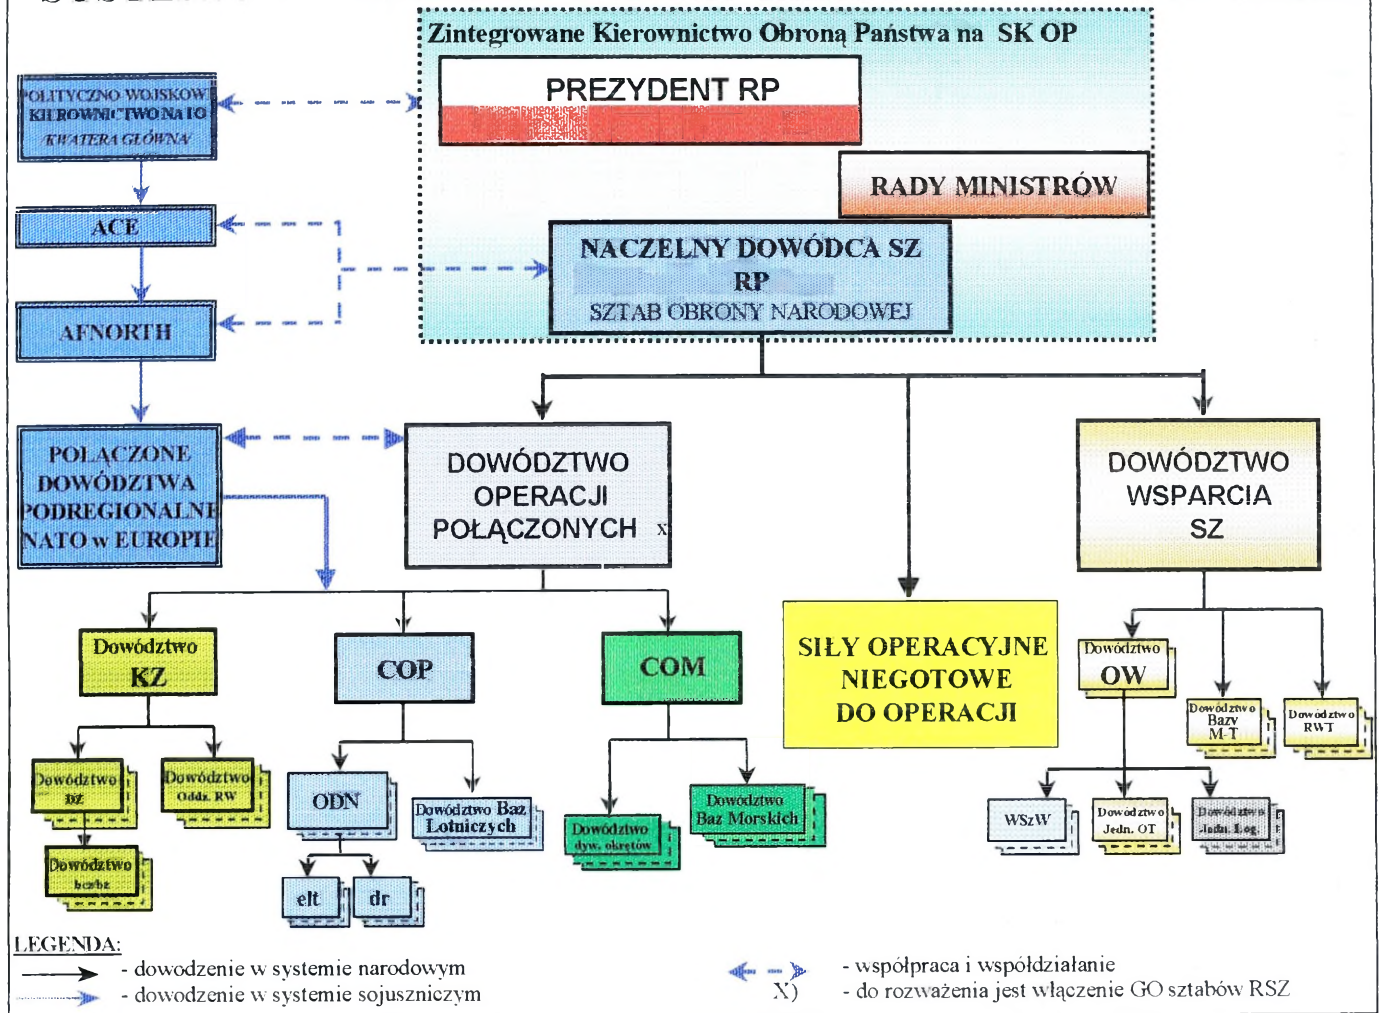 Zintegrowane Kierownictwo Obroną Państwa na SK OP
PREZYDENT RP
RADY MINISTRÓW
NACZELNY DOWÓDCA SZ
RP
SZTAB OBRONY NARODOWEJ
POLITYCZNO WOJSKOW
KIEROWNICTWO NATO
KWATERA GŁÓWNA
ACE
AFNORTH
POŁĄCZONE
DOWÓDZTWA
PODREGIONALNE
NATO w EUROPIE
DOWÓDZTWO
OPERACJI
POŁĄCZONYCH x
DOWÓDZTWO
WSPARCIA
SZ
SIŁY OPERACYJNE
NIEGOTOWE
DO OPERACJI
Dowództwo
KZ
COP
COM
Dowództwo
OW
Dowództwo
Bazy
M-T
Dowództwo
RWT
Dowództwo
DZ
Dowództwo
Oddz. RW
ODN
Dowództwo Baz
Lotniczych
Dowództwo
dyw. okrętów
Dowództwo
Baz Morskich
WSzW
Dowództwo
Jedn. OT
Dowództwo
Jedn. Log.
Dowództwo
bcz/bz
elt
dr
LEGENDA:
- dowodzenie w systemie narodowym
- dowodzenie w systemie sojuszniczym
- współpraca i współdziałanie
X) - do rozważenia jest włączenie GO sztabów RSZ